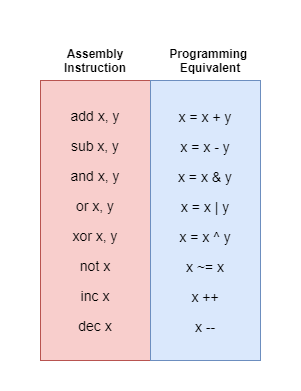 Assembly Instruction Programming Equivalent
add x, y x = x + y
sub x, y x = x - y
and x, y x = x & y
or x, y x = x | y
xor x, y x = x ^ y
not x x ~= x
inc x x ++
dec x x --